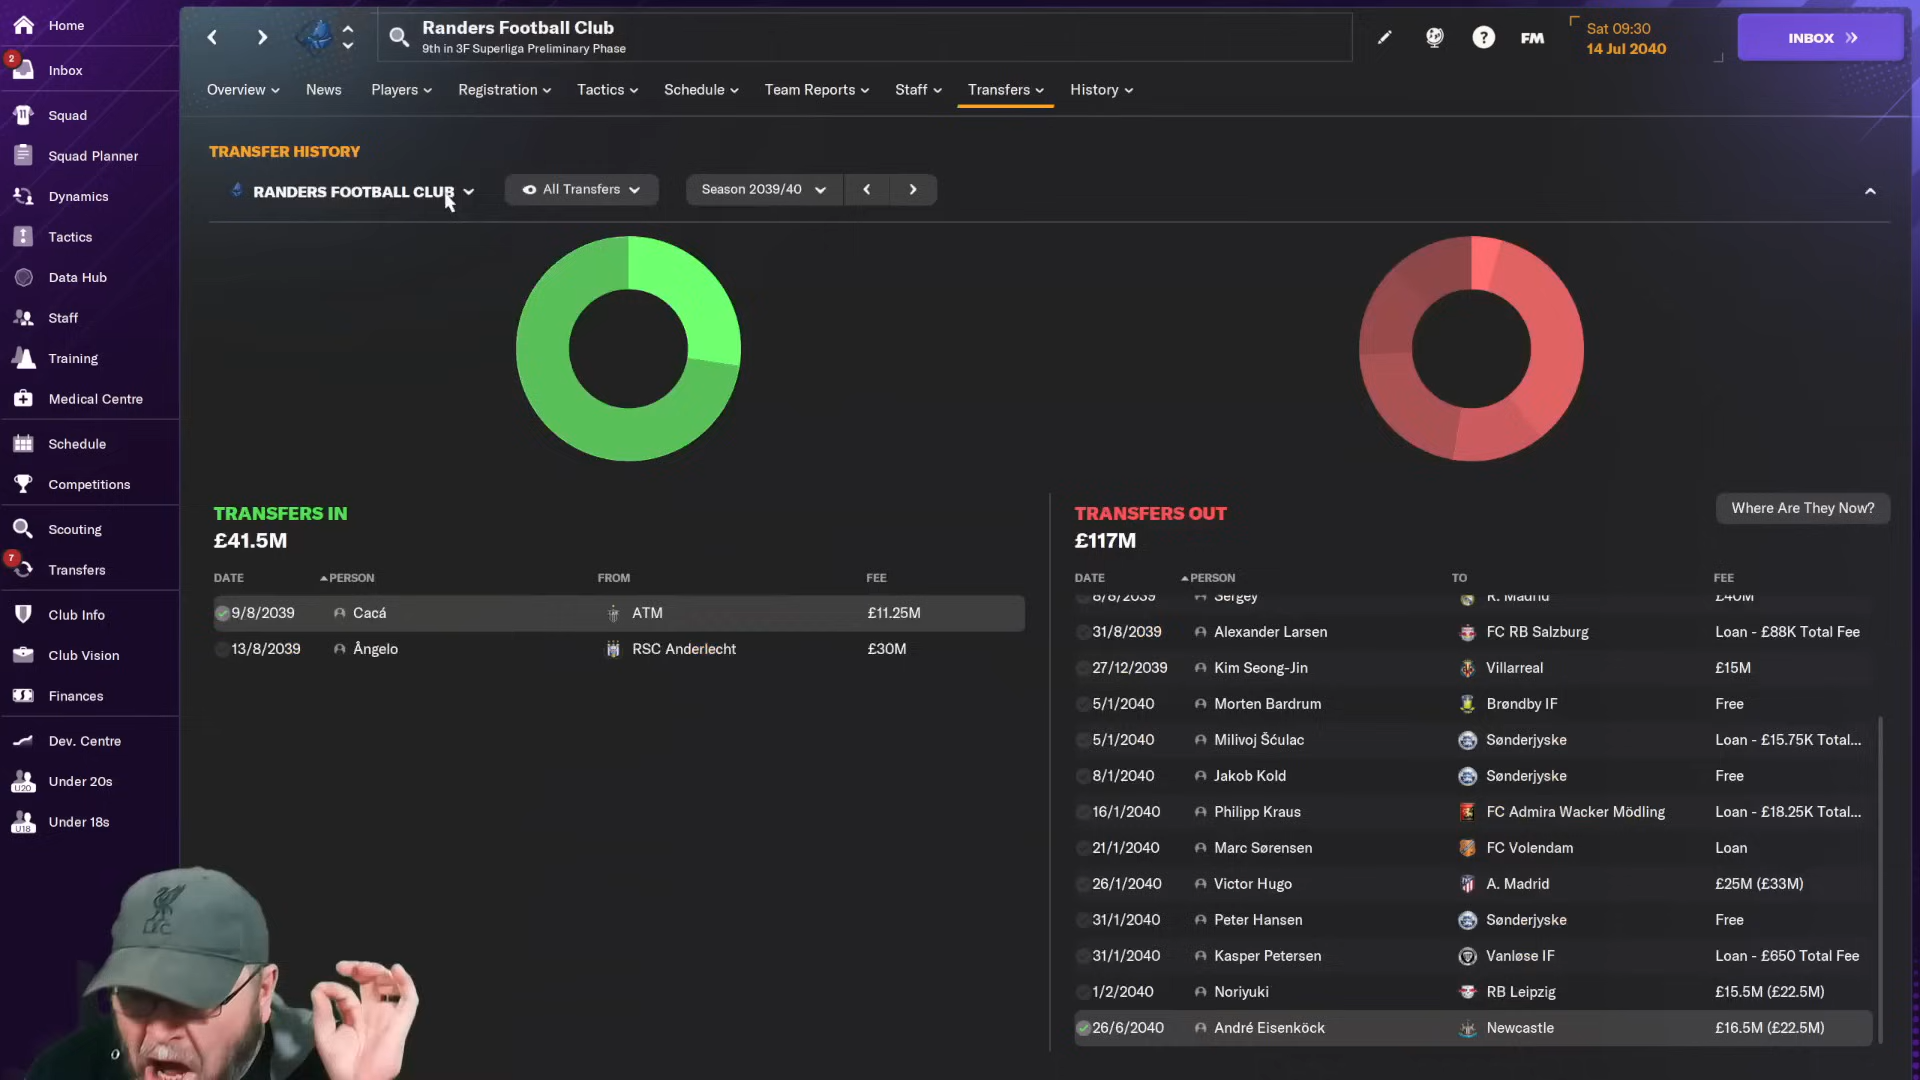 Home
Randers Football Club
9th in 3F Superliga Preliminary Phase
?
FM
Sat 09:30
14 Jul 2040
INBOX
2
Inbox
Overview
News
Players
Registration
Tactics
Schedule
Team Reports
Staff
Transfers
History
11
Squad
Squad Planner
Dynamics
Tactics
Data Hub
Staff
Training
Medical Centre
Schedule
Competitions
Scouting
7
Transfers
Club Info
Club Vision
Finances
Dev. Centre
U20
Under 20s
U18
Under 18s
TRANSFER HISTORY
RANDERS FOOTBALL CLUB
All Transfers
Season 2039/40
TRANSFERS IN
£41.5M
DATE PERSON FROM FEE
9/8/2039 Cacá ATM £11.25M
13/8/2039 Ângelo RSC Anderlecht £30M
TRANSFERS OUT
£117M
Where Are They Now?
DATE PERSON TO FEE
8/8/2039 Sergey R. Madrid £40M
31/8/2039 Alexander Larsen FC RB Salzburg Loan - £88K Total Fee
27/12/2039 Kim Seong-Jin Villarreal £15M
5/1/2040 Morten Bardrum Brøndby IF Free
5/1/2040 Milivoj Šćulac Sønderjyske Loan - £15.75K Total...
8/1/2040 Jakob Kold Sønderjyske Free
16/1/2040 Philipp Kraus FC Admira Wacker Mödling Loan - £18.25K Total...
21/1/2040 Marc Sørensen FC Volendam Loan
26/1/2040 Victor Hugo A. Madrid £25M (£33M)
31/1/2040 Peter Hansen Sønderjyske Free
31/1/2040 Kasper Petersen Vanløse IF Loan - £650 Total Fee
1/2/2040 Noriyuki RB Leipzig £15.5M (£22.5M)
26/6/2040 André Eisenköck Newcastle £16.5M (£22.5M)
L.F.C.